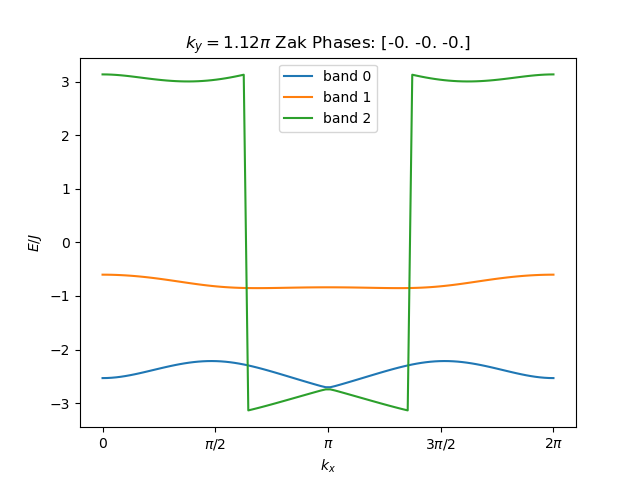 $k_y = 1.12\pi$ Zak Phases: [-0. -0. -0.]
band 0
band 1
band 2
3
2
1
0
−1
−2
−3
E/J
0 π/2 π 3π/2 2π
$k_x$